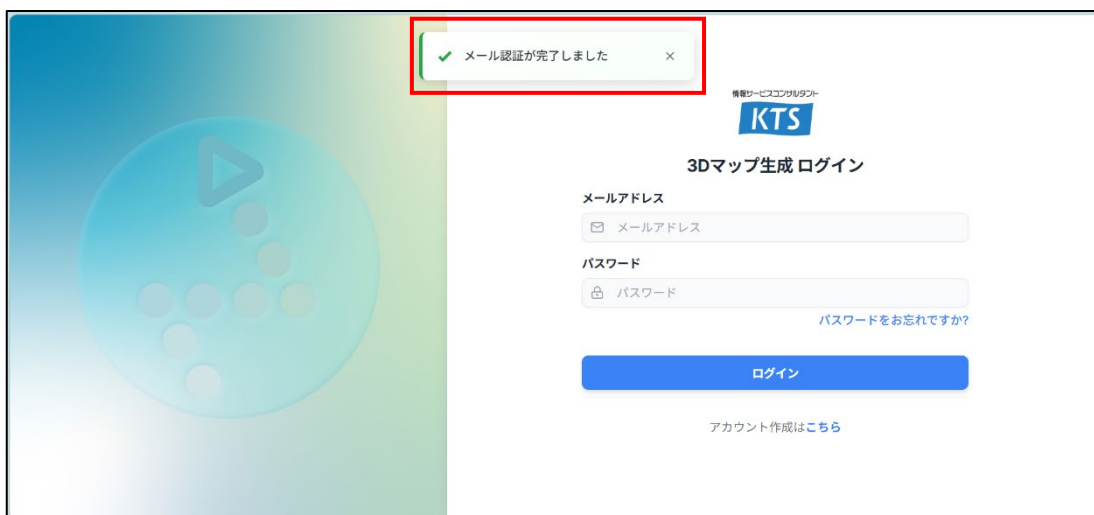 メール認証が完了しました ×
情報サービスコンサルタント
KTS
3Dマップ生成 ログイン
メールアドレス
メールアドレス
パスワード
パスワード
パスワードをお忘れですか?
ログイン
アカウント作成はこちら